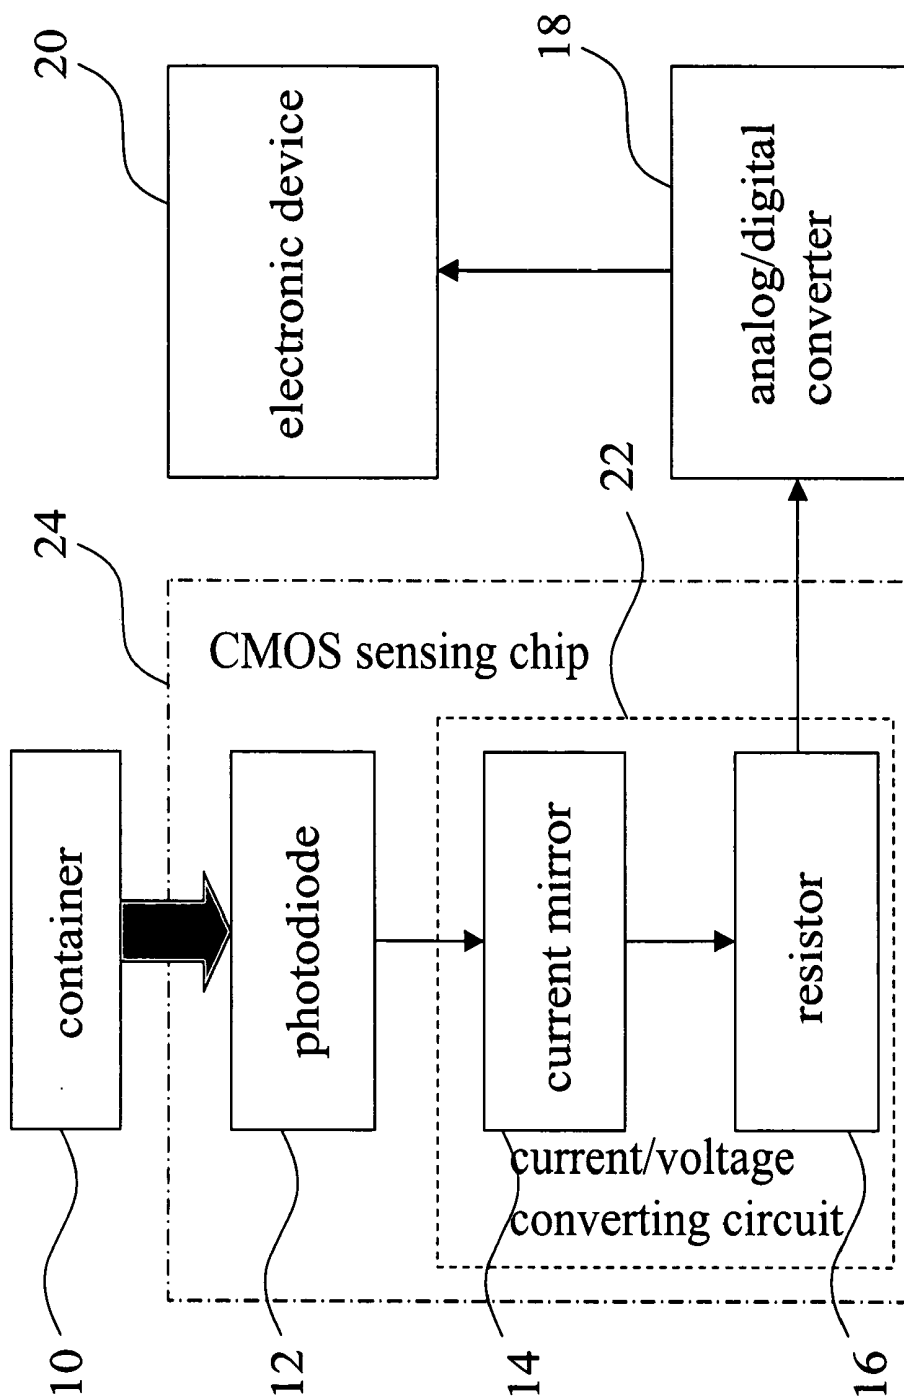 container
10
24
CMOS sensing chip
photodiode
12
current mirror
14
current/voltage
converting circuit
22
resistor
16
analog/digital
converter
18
electronic device
20